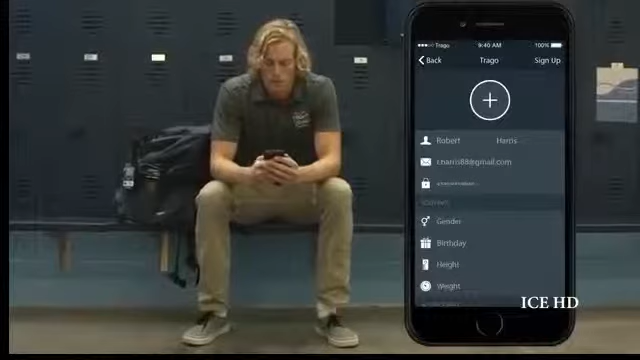 Trago 9:40 AM 100%
Back Trago Sign Up
Robert Harris
r.harris88@gmail.com
Gender
Birthday
Height
Weight
ICE HD